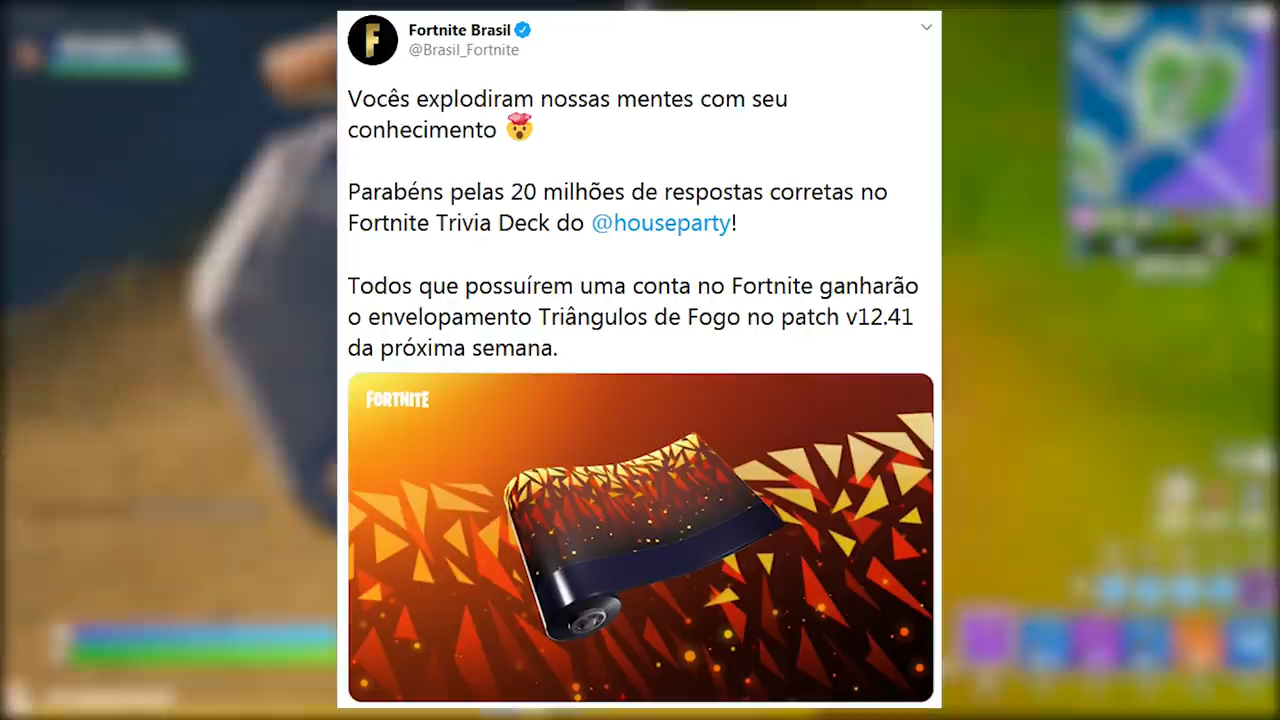 Fortnite Brasil
@Brasil_Fortnite
Vocês explodiram nossas mentes com seu
conhecimento 🤯
Parabéns pelas 20 milhões de respostas corretas no
Fortnite Trivia Deck do @houseparty!
Todos que possuírem uma conta no Fortnite ganharão
o envelopamento Triângulos de Fogo no patch v12.41
da próxima semana.
FORTNITE